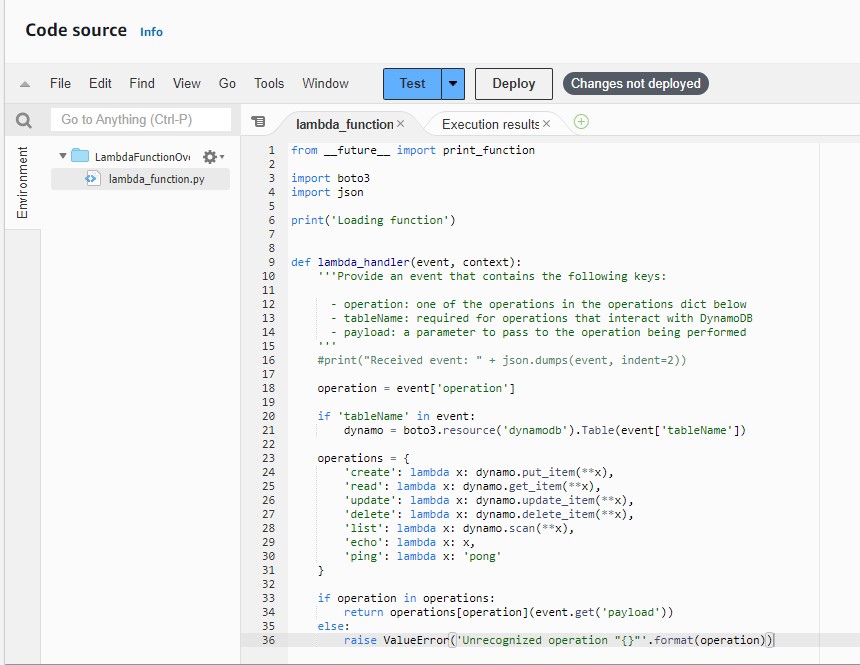 Code source Info
File Edit Find View Go Tools Window Test Deploy Changes not deployed
Go to Anything (Ctrl-P)
lambda_function
Execution results
Environment
LambdaFunctionOve
lambda_function.py
1 from __future__ import print_function
2
3 import boto3
4 import json
5
6 print('Loading function')
7
8
9 def lambda_handler(event, context):
10     '''Provide an event that contains the following keys:
11
12       - operation: one of the operations in the operations dict below
13       - tableName: required for operations that interact with DynamoDB
14       - payload: a parameter to pass to the operation being performed
15     '''
16     #print("Received event: " + json.dumps(event, indent=2))
17
18     operation = event['operation']
19
20     if 'tableName' in event:
21         dynamo = boto3.resource('dynamodb').Table(event['tableName'])
22
23     operations = {
24         'create': lambda x: dynamo.put_item(**x),
25         'read': lambda x: dynamo.get_item(**x),
26         'update': lambda x: dynamo.update_item(**x),
27         'delete': lambda x: dynamo.delete_item(**x),
28         'list': lambda x: dynamo.scan(**x),
29         'echo': lambda x: x,
30         'ping': lambda x: 'pong'
31     }
32
33     if operation in operations:
34         return operations[operation](event.get('payload'))
35     else:
36         raise ValueError('Unrecognized operation "{}"'.format(operation))